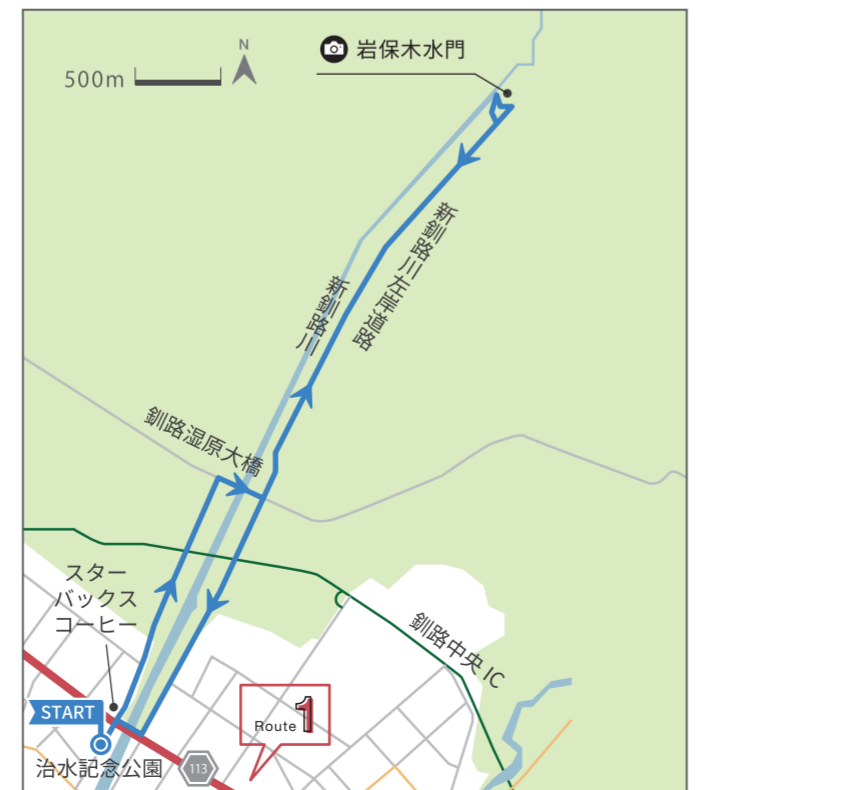 N
500m
岩保木水門
新釧路川左岸道路
新釧路川
釧路湿原大橋
スター
バックス
コーヒー
釧路中央 IC
START
Route 1
治水記念公園
113